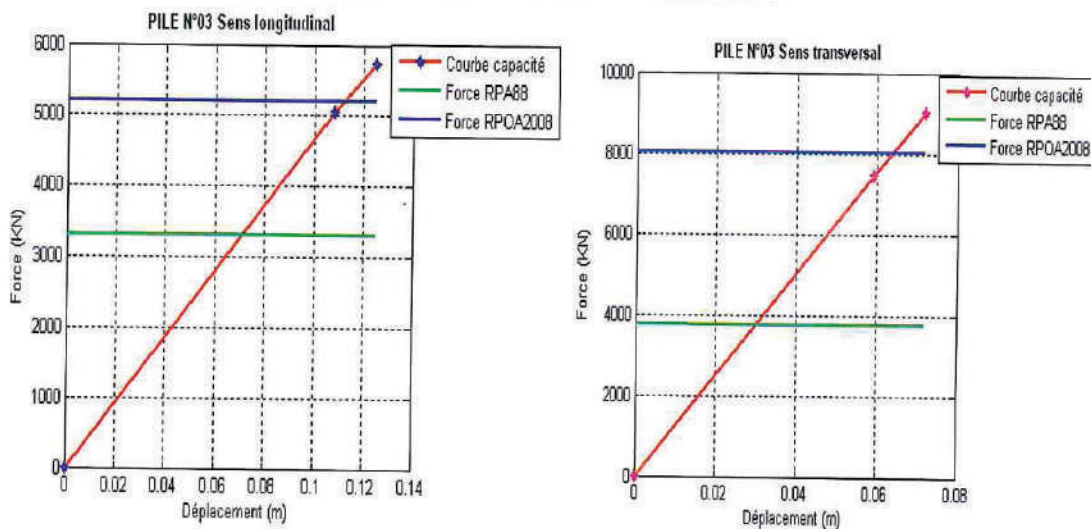 PILE N°03 Sens longitudinal
Courbe capacité
Force RPA88
Force RPOA2008
6000
5000
4000
3000
2000
1000
0
Force (KN)
0 0.02 0.04 0.06 0.08 0.1 0.12 0.14
Déplacement (m)
PILE N°03 Sens transversal
Courbe capacité
Force RPA88
Force RPOA2008
10000
8000
6000
4000
2000
0
Force (KN)
0 0.02 0.04 0.06 0.08
Déplacement (m)